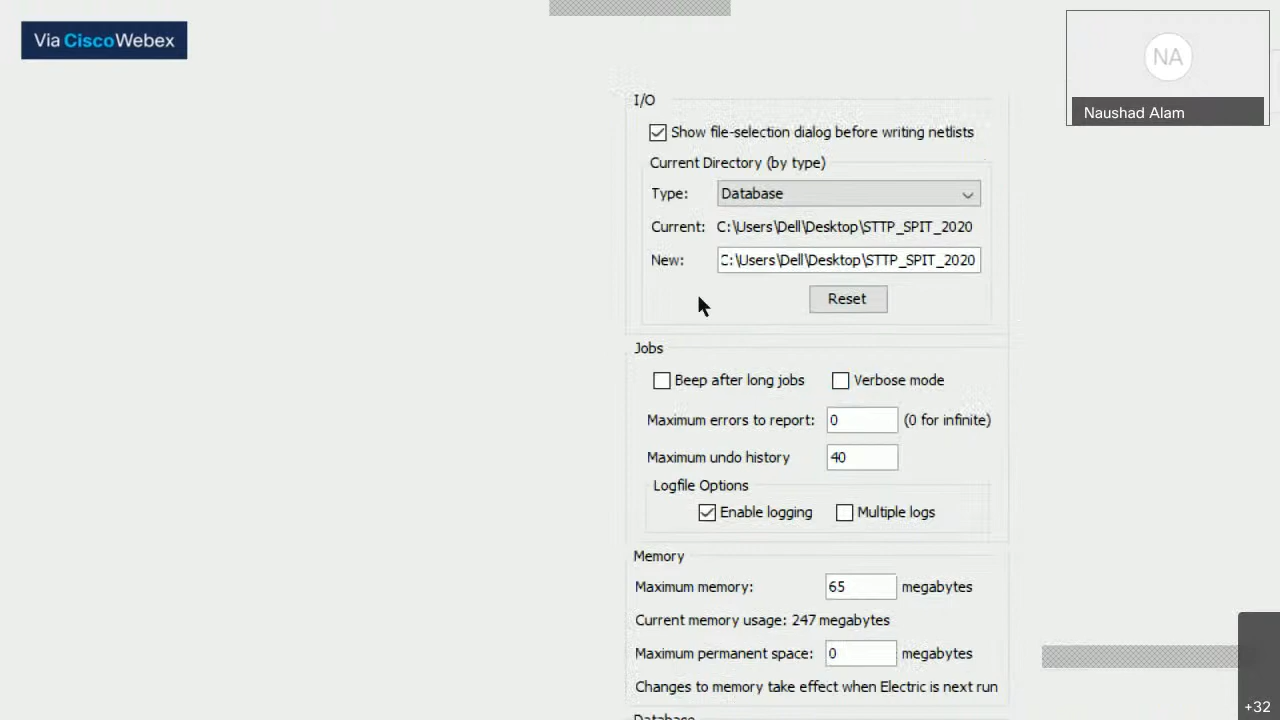 Via CiscoWebex
NA
Naushad Alam
I/O
Show file-selection dialog before writing netlists
Current Directory (by type)
Type: Database
Current: C:\Users\Dell\Desktop\STTP_SPIT_2020
New: C:\Users\Dell\Desktop\STTP_SPIT_2020
Reset
Jobs
Beep after long jobs Verbose mode
Maximum errors to report: 0 (0 for infinite)
Maximum undo history 40
Logfile Options
Enable logging Multiple logs
Memory
Maximum memory: 65 megabytes
Current memory usage: 247 megabytes
Maximum permanent space: 0 megabytes
Changes to memory take effect when Electric is next run
Database
+32